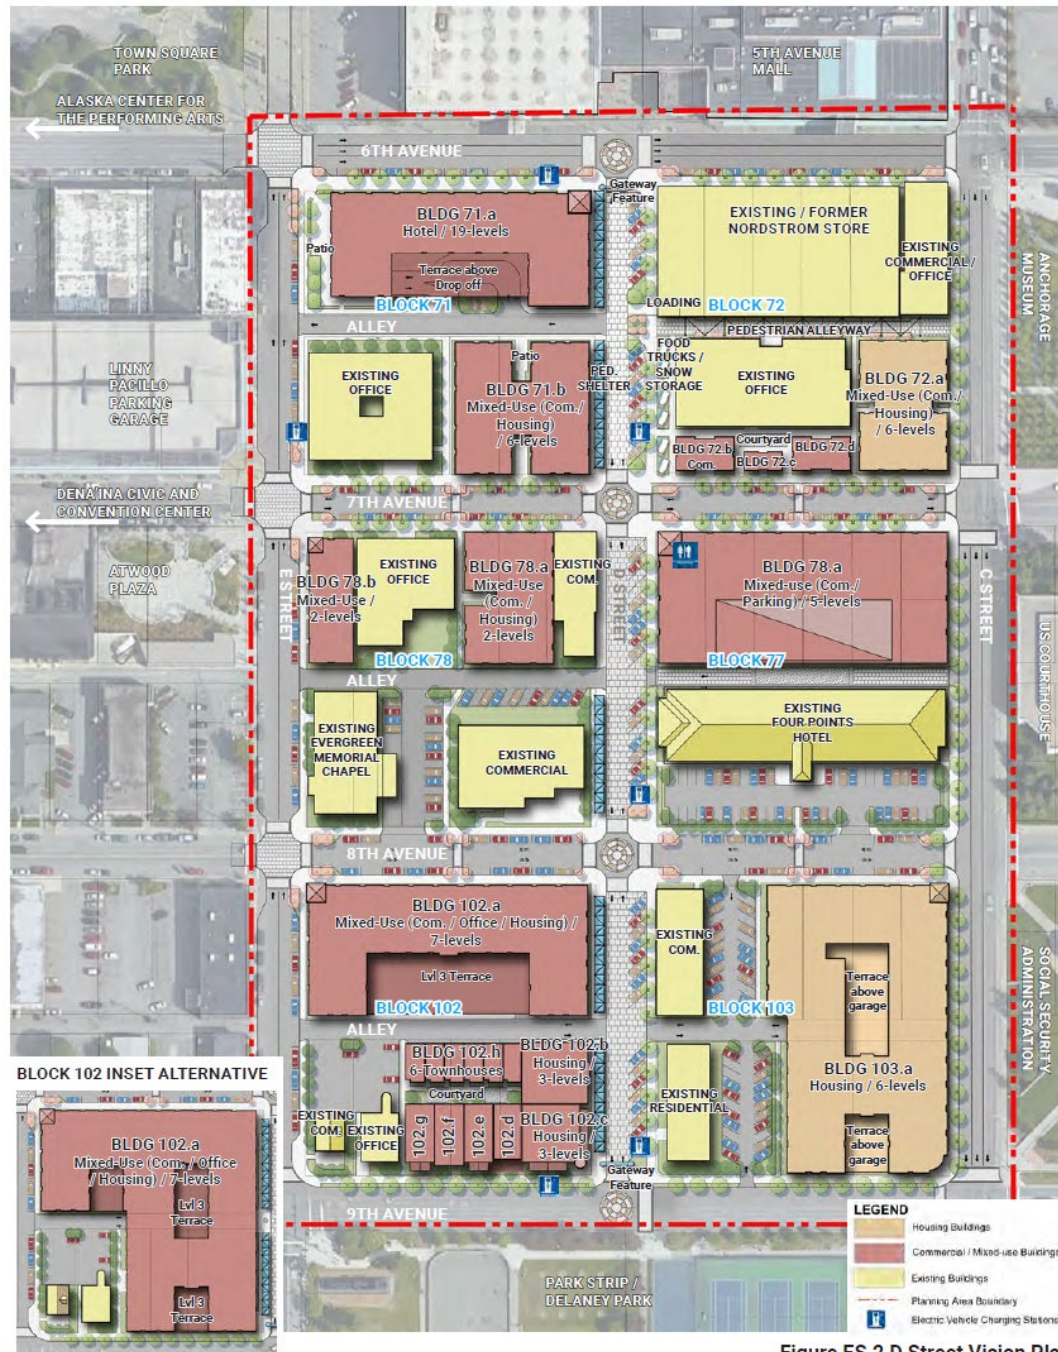 TOWN SQUARE
PARK
5TH AVENUE
MALL
ALASKA CENTER FOR
THE PERFORMING ARTS
6TH AVENUE
Gateway
Feature
BLDG 71.a
Hotel / 19-levels
Patio
Terrace above
Drop off
BLOCK 71
EXISTING / FORMER
NORDSTROM STORE
EXISTING
COMMERCIAL /
OFFICE
ANCHORAGE
MUSEUM
LOADING
BLOCK 72
ALLEY
PEDESTRIAN ALLEYWAY
LINNY
PACILLO
PARKING
GARAGE
EXISTING
OFFICE
Patio
BLDG 71.b
Mixed-Use (Com./
Housing)
/ 6-levels
PED.
SHELTER
FOOD
TRUCKS /
SNOW
STORAGE
EXISTING
OFFICE
BLDG 72.a
Mixed-Use (Com./
Housing)
/ 6-levels
Courtyard
BLDG 72.b
Com.
BLDG 72.c
BLDG 72.d
DENA'INA CIVIC AND
CONVENTION CENTER
7TH AVENUE
ATWOOD
PLAZA
E STREET
BLDG 78.b
Mixed-Use /
2-levels
EXISTING
OFFICE
BLDG 78.a
Mixed-Use
(Com. /
Housing)
2-levels
EXISTING
COM.
D STREET
BLDG 78.a
Mixed-use (Com./
Parking) / 5-levels
C STREET
BLOCK 78
BLOCK 77
US COURTHOUSE
ALLEY
EXISTING
EVERGREEN
MEMORIAL
CHAPEL
EXISTING
COMMERCIAL
EXISTING
FOUR POINTS
HOTEL
8TH AVENUE
BLDG 102.a
Mixed-Use (Com. / Office / Housing) /
7-levels
Lvl 3 Terrace
BLOCK 102
EXISTING
COM.
BLOCK 103
Terrace
above
garage
SOCIAL SECURITY
ADMINISTRATION
ALLEY
BLDG 102.h
6-Townhouses
BLDG 102.b
Housing /
3-levels
Courtyard
EXISTING
COM.
EXISTING
OFFICE
102.g
102.f
102.e
102.d
BLDG 102.c
Housing /
3-levels
EXISTING
RESIDENTIAL
BLDG 103.a
Housing / 6-levels
Terrace
above
garage
Gateway
Feature
9TH AVENUE
BLOCK 102 INSET ALTERNATIVE
BLDG 102.a
Mixed-Use (Com. / Office
/ Housing) / 7-levels
Lvl 3
Terrace
Lvl 3
Terrace
PARK STRIP /
DELANEY PARK
LEGEND
Housing Buildings
Commercial / Mixed-use Buildings
Existing Buildings
Planning Area Boundary
Electric Vehicle Charging Stations